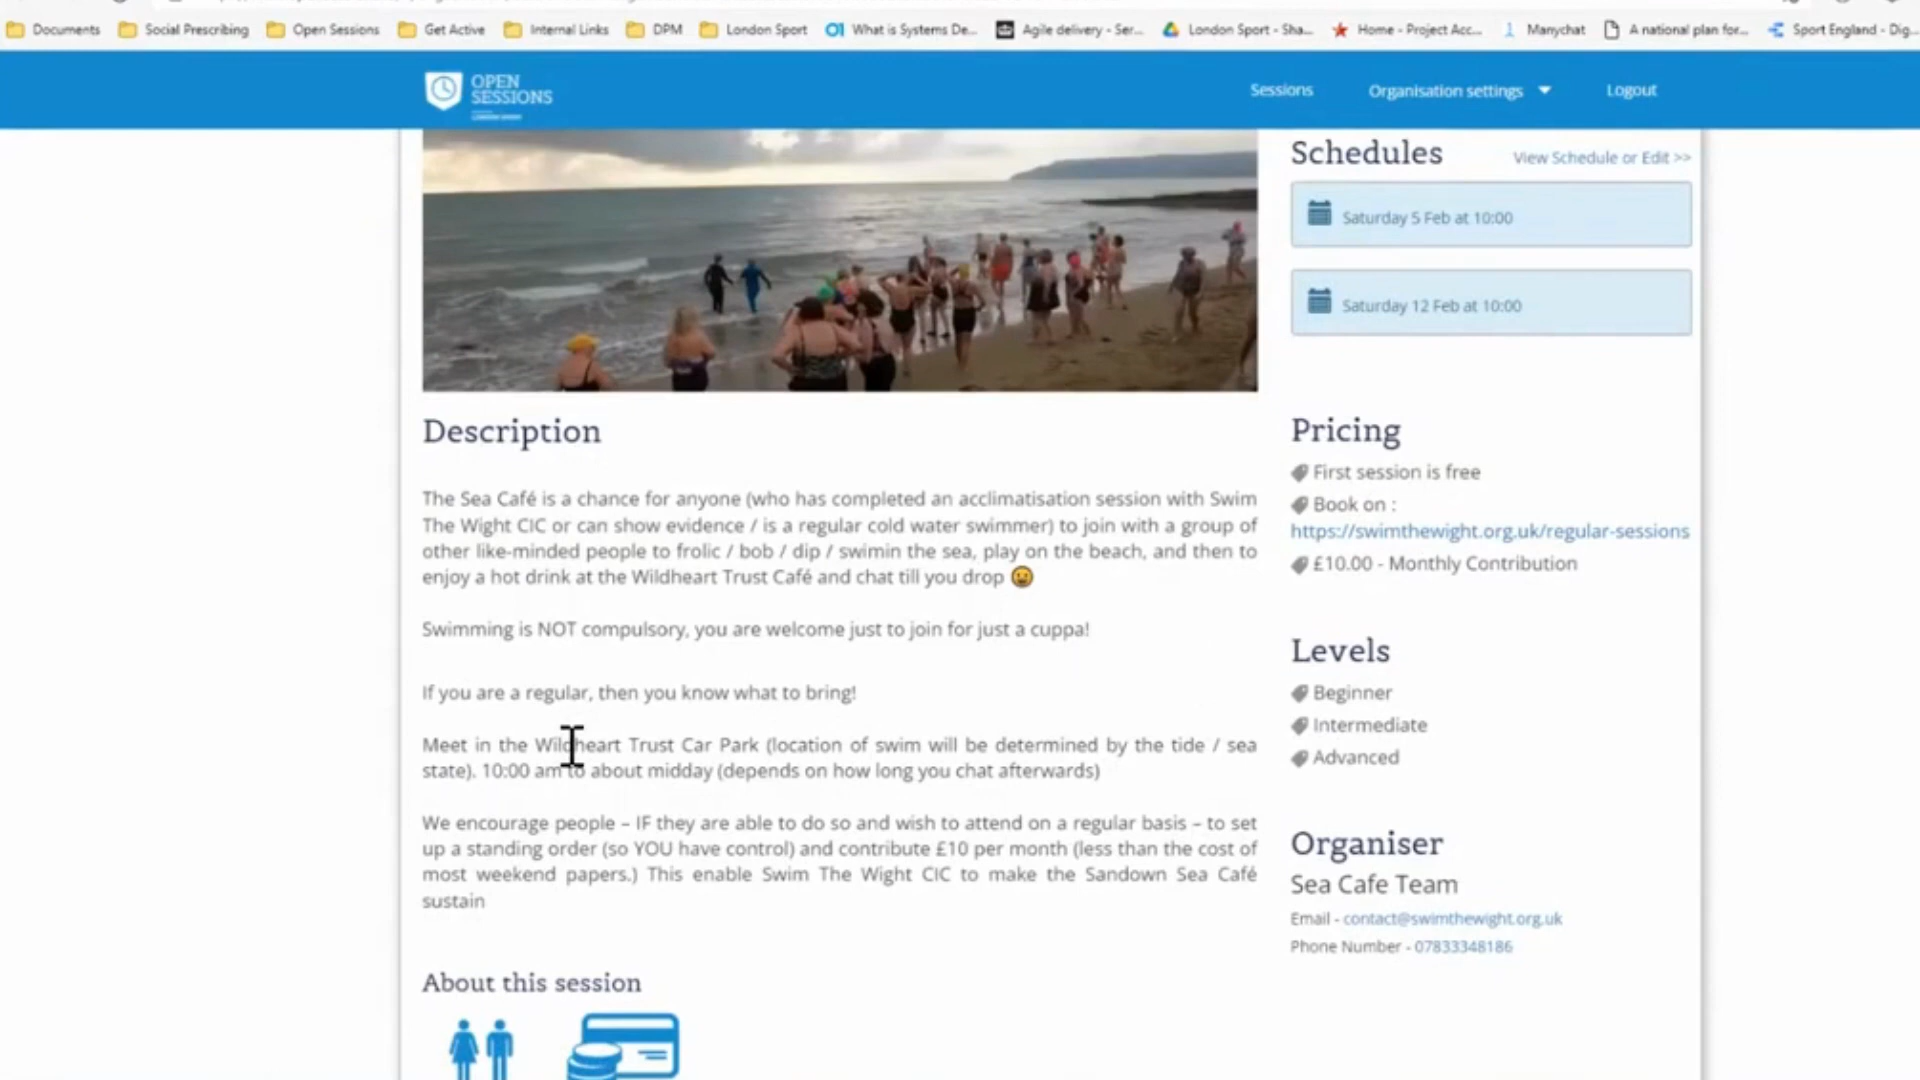 Documents
Social Prescribing
Open Sessions
Get Active
Internal Links
DPM
London Sport
What is Systems De...
Agile delivery - Ser...
London Sport - Sha...
Home - Project Acc...
Manychat
A national plan for...
Sport England - Dig...
OPEN
SESSIONS
Sessions
Organisation settings
Logout
Schedules
View Schedule or Edit >>
Saturday 5 Feb at 10:00
Saturday 12 Feb at 10:00
Description
The Sea Café is a chance for anyone (who has completed an acclimatisation session with Swim
The Wight CIC or can show evidence / is a regular cold water swimmer) to join with a group of
other like-minded people to frolic / bob / dip / swimin the sea, play on the beach, and then to
enjoy a hot drink at the Wildheart Trust Café and chat till you drop 😉
Swimming is NOT compulsory, you are welcome just to join for just a cuppa!
If you are a regular, then you know what to bring!
Meet in the Wildheart Trust Car Park (location of swim will be determined by the tide / sea
state). 10:00 am to about midday (depends on how long you chat afterwards)
We encourage people – IF they are able to do so and wish to attend on a regular basis – to set
up a standing order (so YOU have control) and contribute £10 per month (less than the cost of
most weekend papers.) This enable Swim The Wight CIC to make the Sandown Sea Café
sustain
About this session
Pricing
First session is free
Book on :
https://swimthewight.org.uk/regular-sessions
£10.00 - Monthly Contribution
Levels
Beginner
Intermediate
Advanced
Organiser
Sea Cafe Team
Email - contact@swimthewight.org.uk
Phone Number - 07833348186